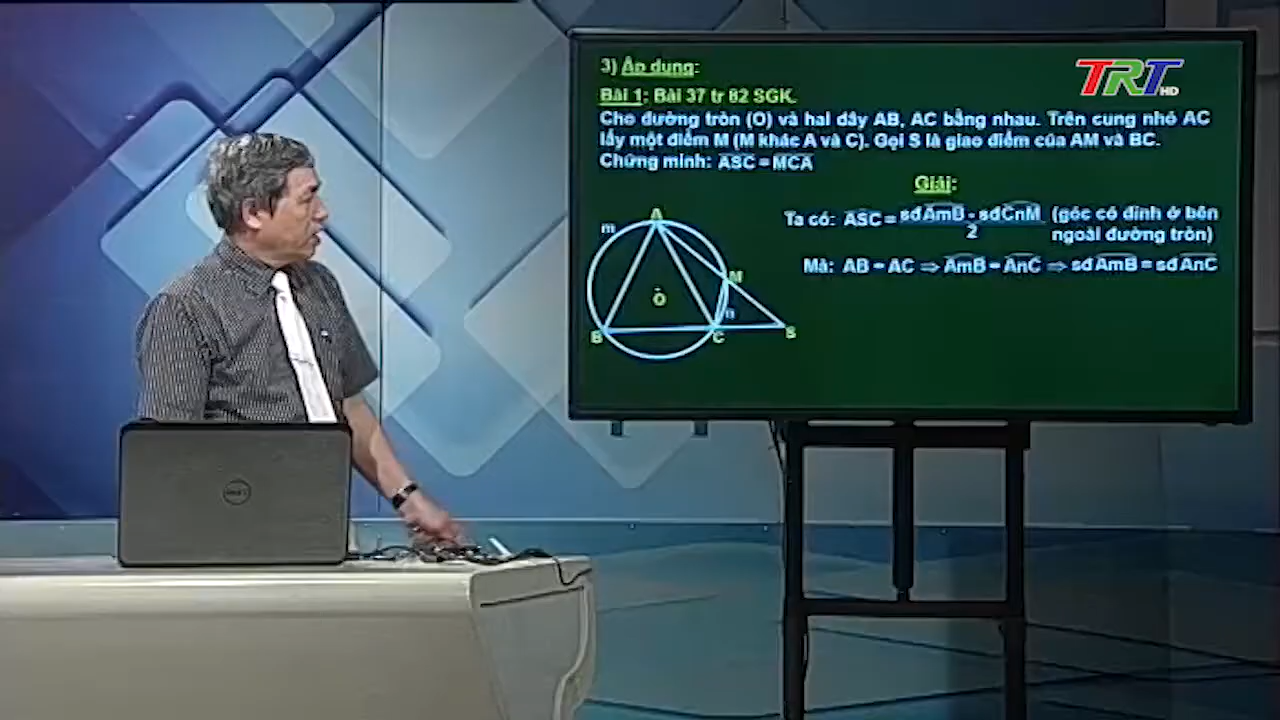 3) Áp dụng:
TRT HD
Bài 1: Bài 37 tr 82 SGK.
Cho đường tròn (O) và hai dây AB, AC bằng nhau. Trên cung nhỏ AC
lấy một điểm M (M khác A và C). Gọi S là giao điểm của AM và BC.
Chứng minh: ASC = MCA
Giải:
Ta có: ASC = sđAmB - sđCnM / 2 (góc có đỉnh ở bên
ngoài đường tròn)
Mà: AB = AC ⇒ AmB = AnC ⇒ sđAmB = sđAnC
A
m
M
O
n
B
C
S
DELL